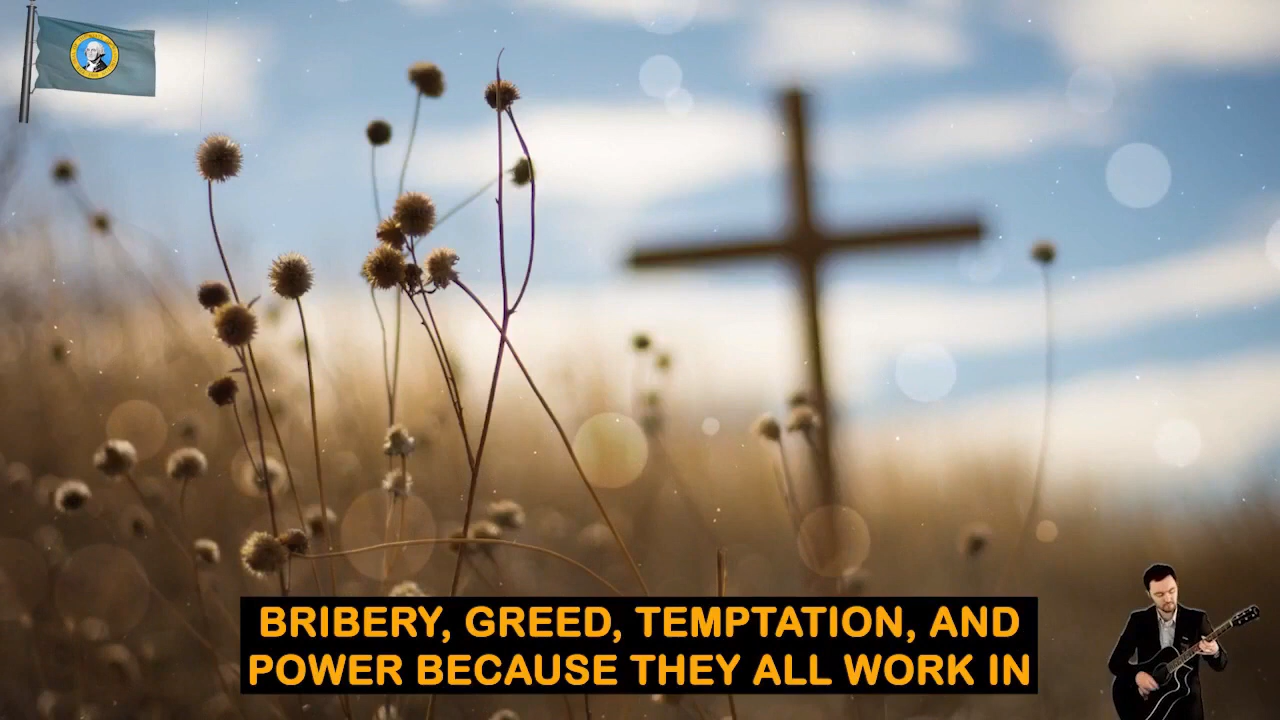 BRIBERY, GREED, TEMPTATION, AND
POWER BECAUSE THEY ALL WORK IN